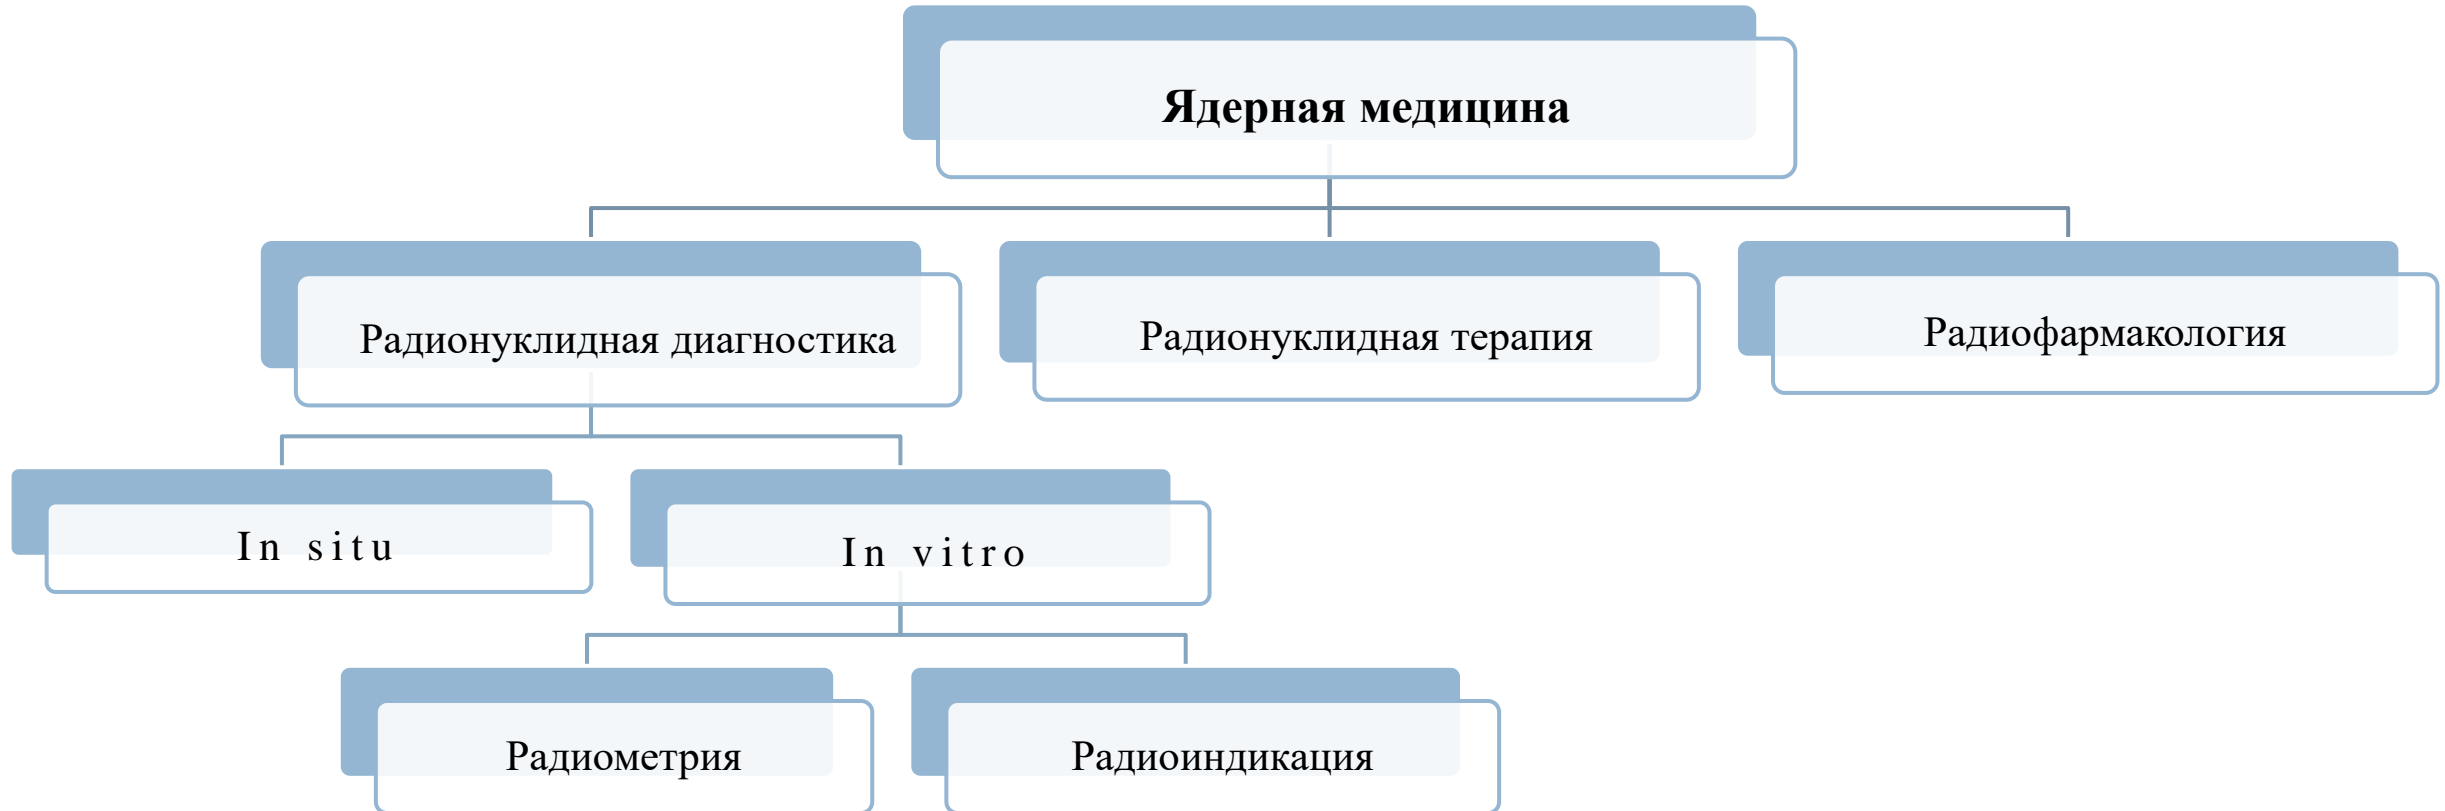 Ядерная медицина
Радионуклидная диагностика
Радионуклидная терапия
Радиофармакология
In situ
In vitro
Радиометрия
Радиоиндикация